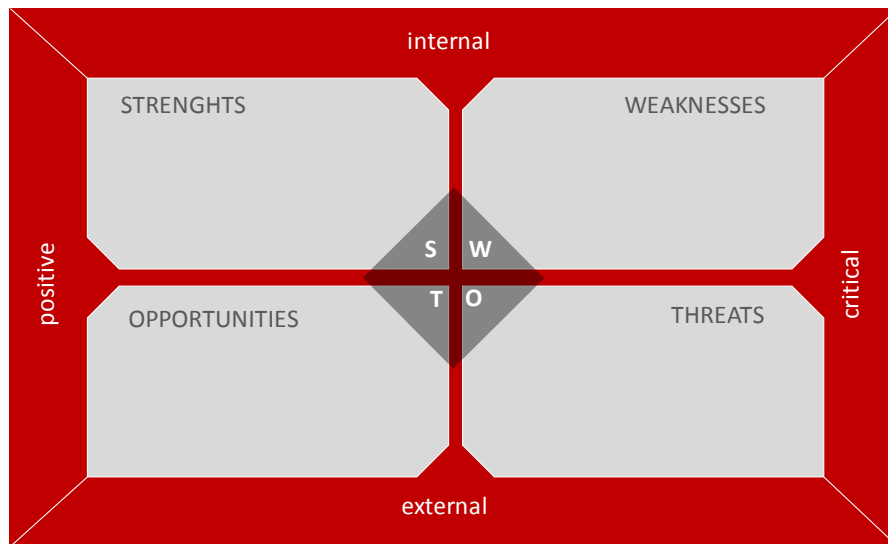 internal
STRENGHTS
WEAKNESSES
S W
positive
critical
T O
OPPORTUNITIES
THREATS
external